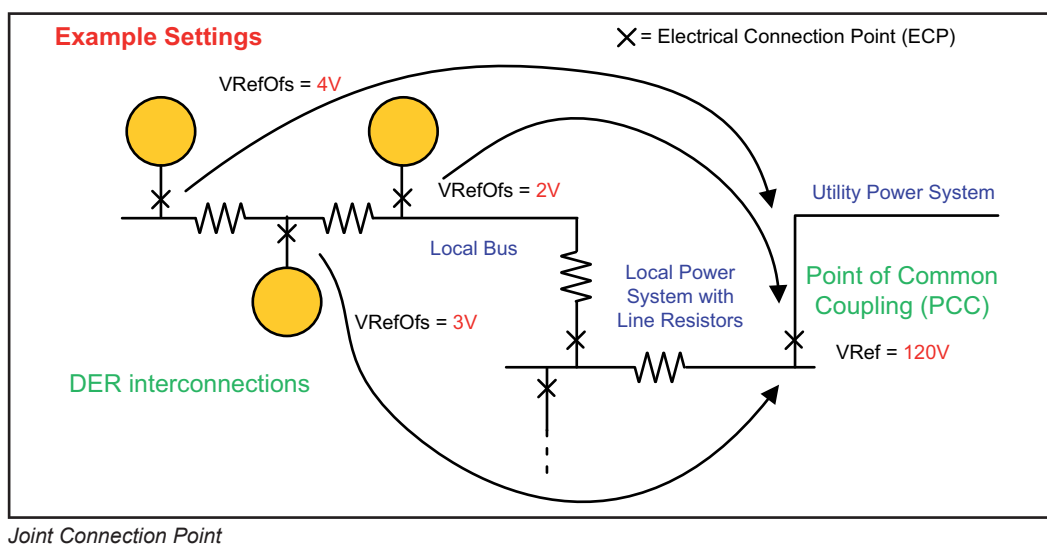 Example Settings
X = Electrical Connection Point (ECP)
VRefOfs = 4V
VRefOfs = 2V
Utility Power System
Local Bus
Local Power
System with
Line Resistors
Point of Common
Coupling (PCC)
VRefOfs = 3V
VRef = 120V
DER interconnections
Joint Connection Point